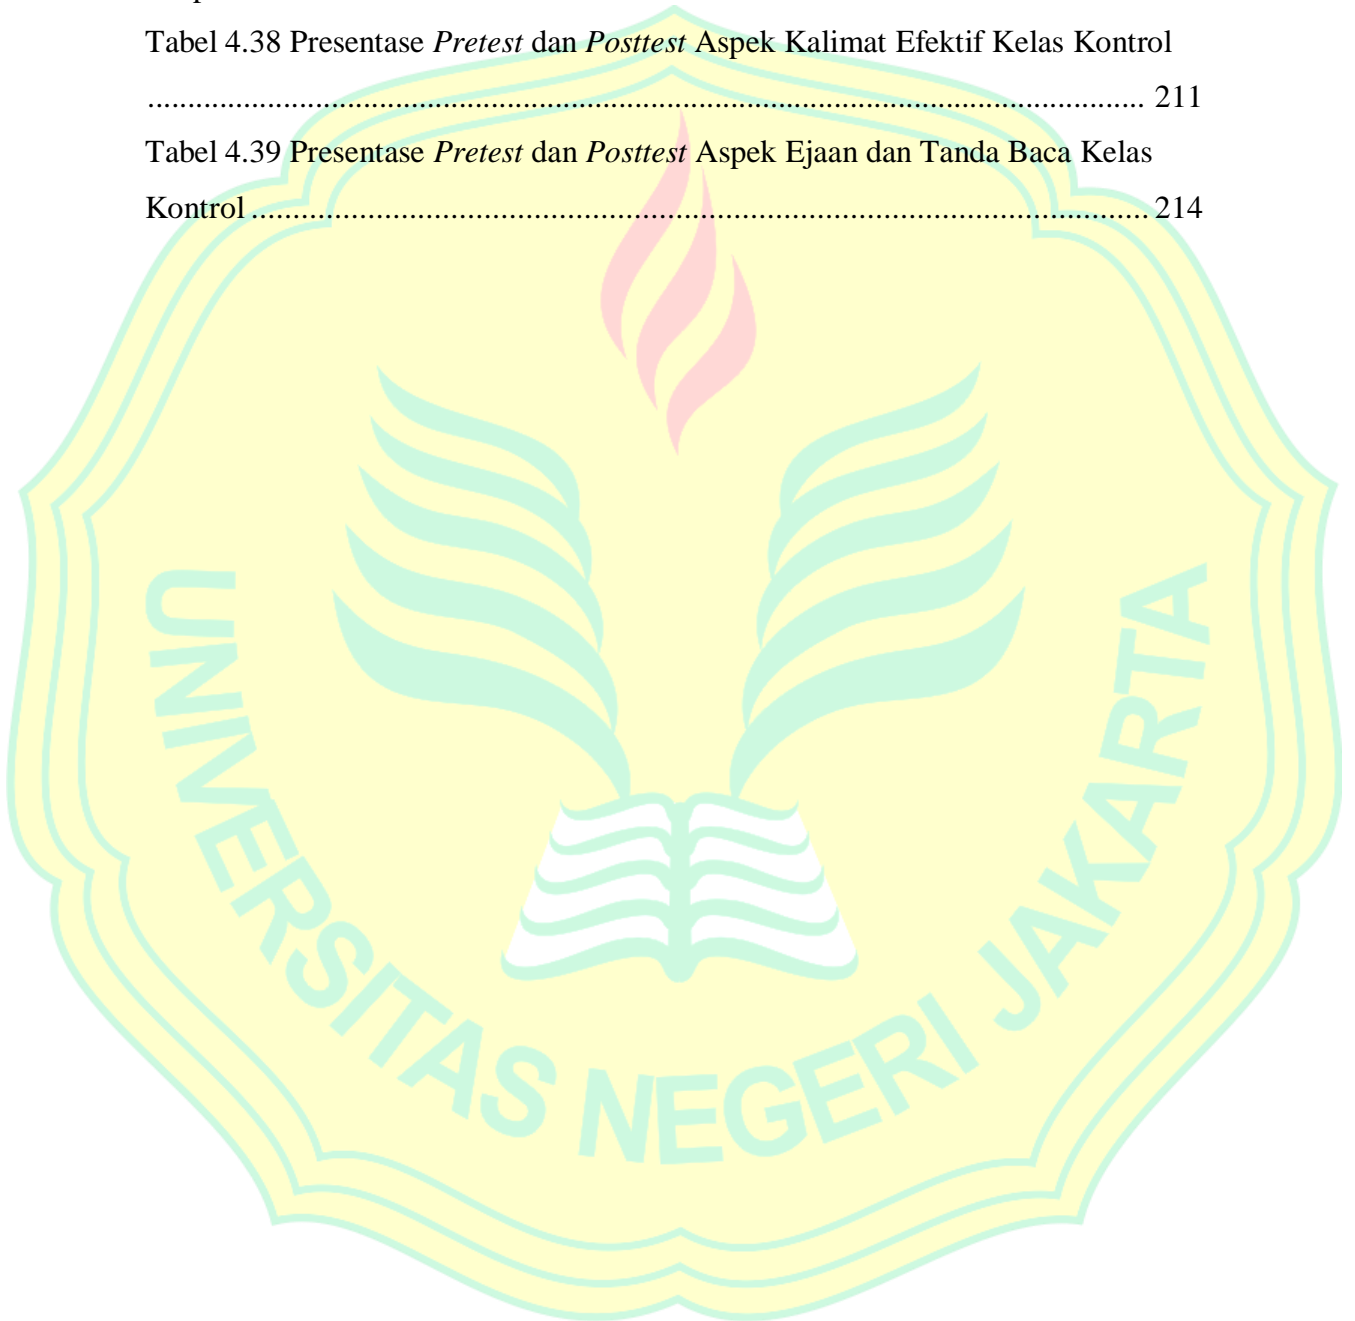 Tabel 4.38 Presentase Pretest dan Posttest Aspek Kalimat Efektif Kelas Kontrol
............................................................................................................................. 211
Tabel 4.39 Presentase Pretest dan Posttest Aspek Ejaan dan Tanda Baca Kelas
Kontrol ................................................................................................................ 214
UNIVERSITAS NEGERI JAKARTA